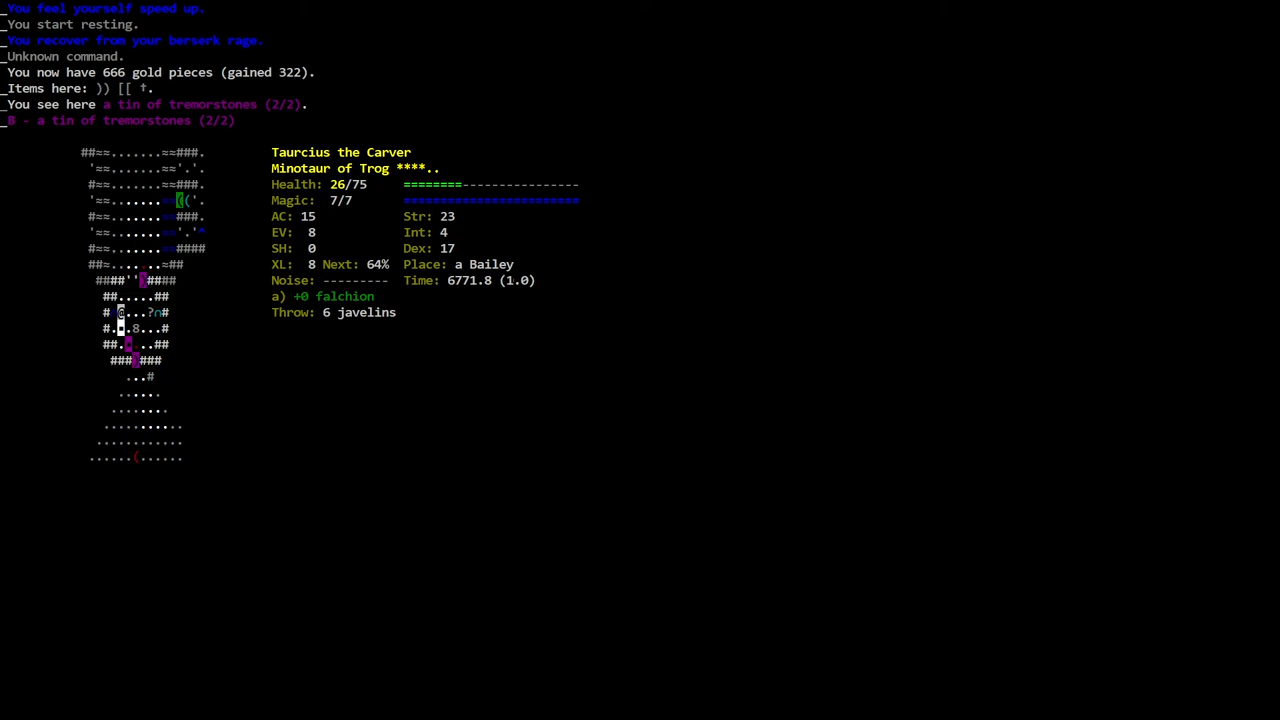 _You feel yourself speed up.
_You start resting.
_You recover from your berserk rage.
_Unknown command.
You now have 666 gold pieces (gained 322).
_Items here: )) [[ †.
_You see here a tin of tremorstones (2/2).
_B - a tin of tremorstones (2/2)
##≈≈.......≈≈###.
Taurcius the Carver
'≈≈.......≈≈'.'.
Minotaur of Trog ****..
#≈≈.......≈≈###.
Health: 26/75 ========----------------
'≈≈.......≈≈(('.
Magic: 7/7 ========================
#≈≈.......≈≈###.
AC: 15 Str: 23
'≈≈.......≈≈'.'^
EV: 8 Int: 4
#≈≈.......≈≈####
SH: 0 Dex: 17
##≈.......≈##
XL: 8 Next: 64% Place: a Bailey
####'')####
Noise: --------- Time: 6771.8 (1.0)
##.....##
a) +0 falchion
# @...?∩#
Throw: 6 javelins
#...8...#
##.. ..##
###)###
...#
.....
........
..........
............
......(......